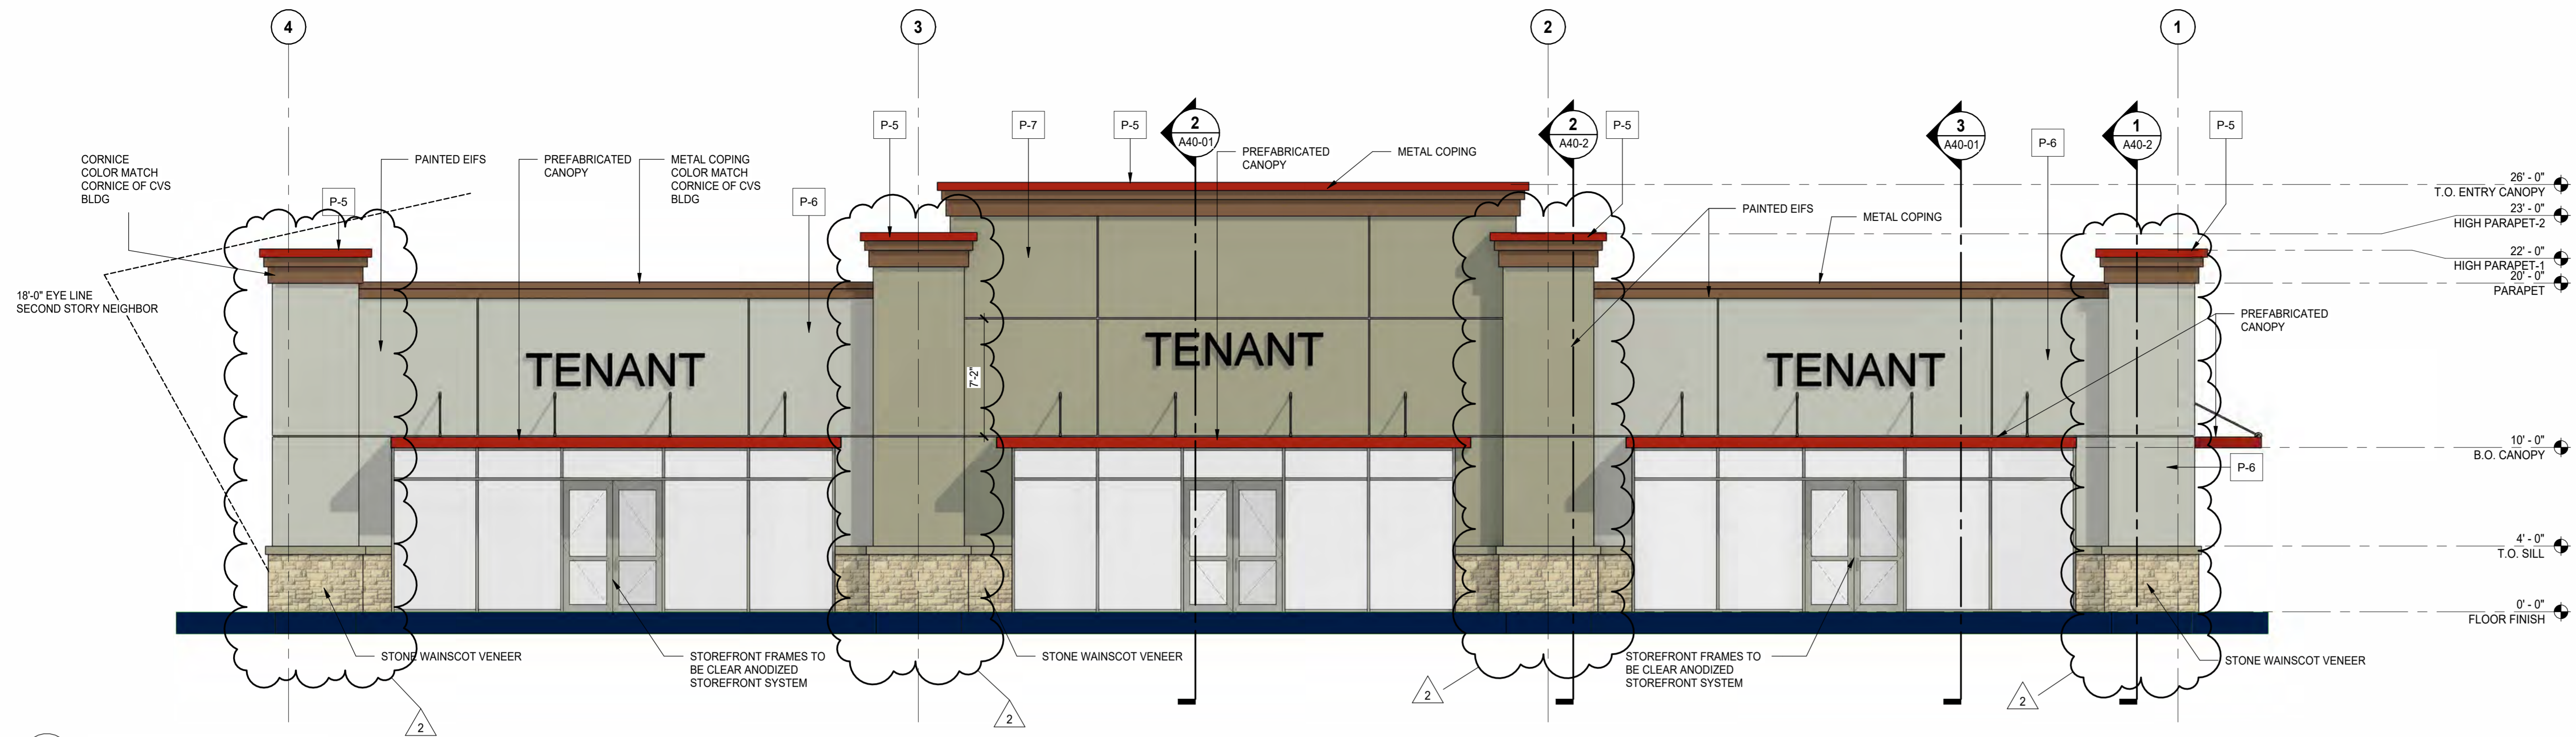 4
3
2
1
P-5
P-7
P-5
2
A40-01
2
A40-2
P-5
3
A40-01
P-6
1
A40-2
P-5
CORNICE
COLOR MATCH
CORNICE OF CVS
BLDG
PAINTED EIFS
PREFABRICATED
CANOPY
METAL COPING
COLOR MATCH
CORNICE OF CVS
BLDG
PREFABRICATED
CANOPY
METAL COPING
P-5
P-6
PAINTED EIFS
METAL COPING
26' - 0"
T.O. ENTRY CANOPY
23' - 0"
HIGH PARAPET-2
22' - 0"
HIGH PARAPET-1
20' - 0"
PARAPET
18'-0" EYE LINE
SECOND STORY NEIGHBOR
PREFABRICATED
CANOPY
TENANT
TENANT
TENANT
7'-2"
10' - 0"
B.O. CANOPY
P-6
4' - 0"
T.O. SILL
0' - 0"
FLOOR FINISH
STONE WAINSCOT VENEER
STOREFRONT FRAMES TO
BE CLEAR ANODIZED
STOREFRONT SYSTEM
STONE WAINSCOT VENEER
STOREFRONT FRAMES TO
BE CLEAR ANODIZED
STOREFRONT SYSTEM
STONE WAINSCOT VENEER
2
2
2
2